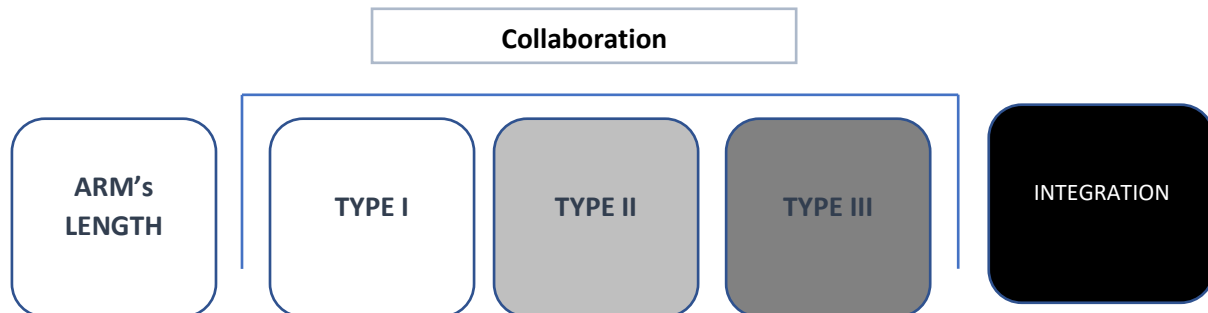 Collaboration
ARM’s
LENGTH
TYPE I
TYPE II
TYPE III
INTEGRATION